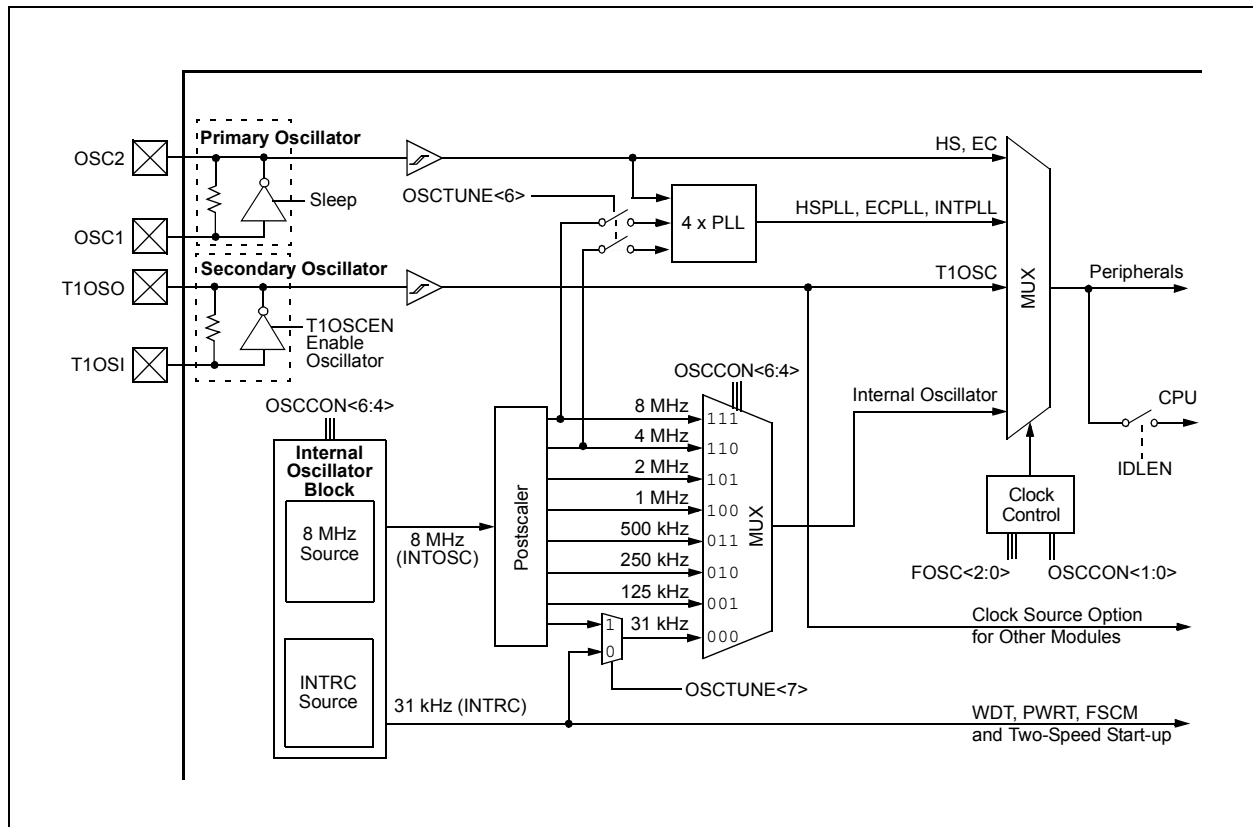 Primary Oscillator
OSC2
HS, EC
OSCTUNE<6>
Sleep
4 x PLL
HSPLL, ECPLL, INTPLL
OSC1
Secondary Oscillator
T1OSO
T1OSC
MUX
Peripherals
T1OSCEN
Enable
Oscillator
T1OSI
OSCCON<6:4>
OSCCON<6:4>
Internal Oscillator
CPU
IDLEN
Internal
Oscillator
Block
8 MHz
Source
8 MHz
(INTOSC)
Postscaler
8 MHz
111
4 MHz
110
2 MHz
101
1 MHz
100
500 kHz
011
250 kHz
010
125 kHz
001
1
31 kHz
000
0
MUX
Clock
Control
FOSC<2:0>
OSCCON<1:0>
Clock Source Option
for Other Modules
OSCTUNE<7>
INTRC
Source
31 kHz (INTRC)
WDT, PWRT, FSCM
and Two-Speed Start-up